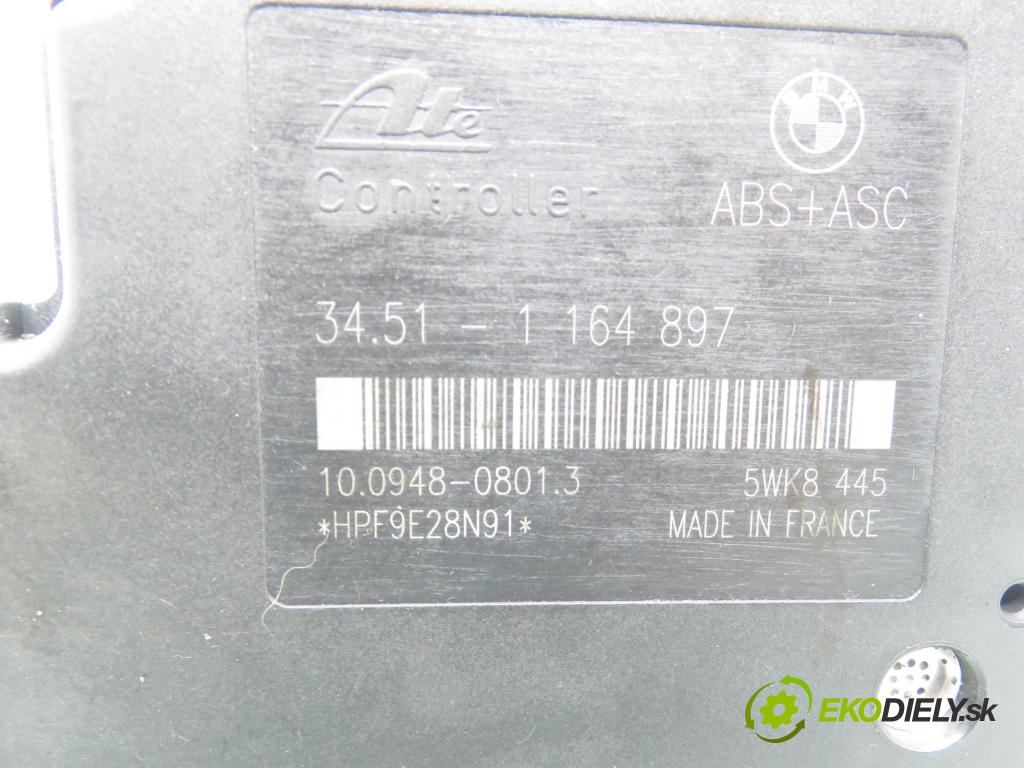 Ate
BMW
Controller
ABS+ASC
34.51 - 1 164 897
10.0948-0801.3
5WK8 445
*HPF9E28N91*
MADE IN FRANCE
EKODIELY.sk